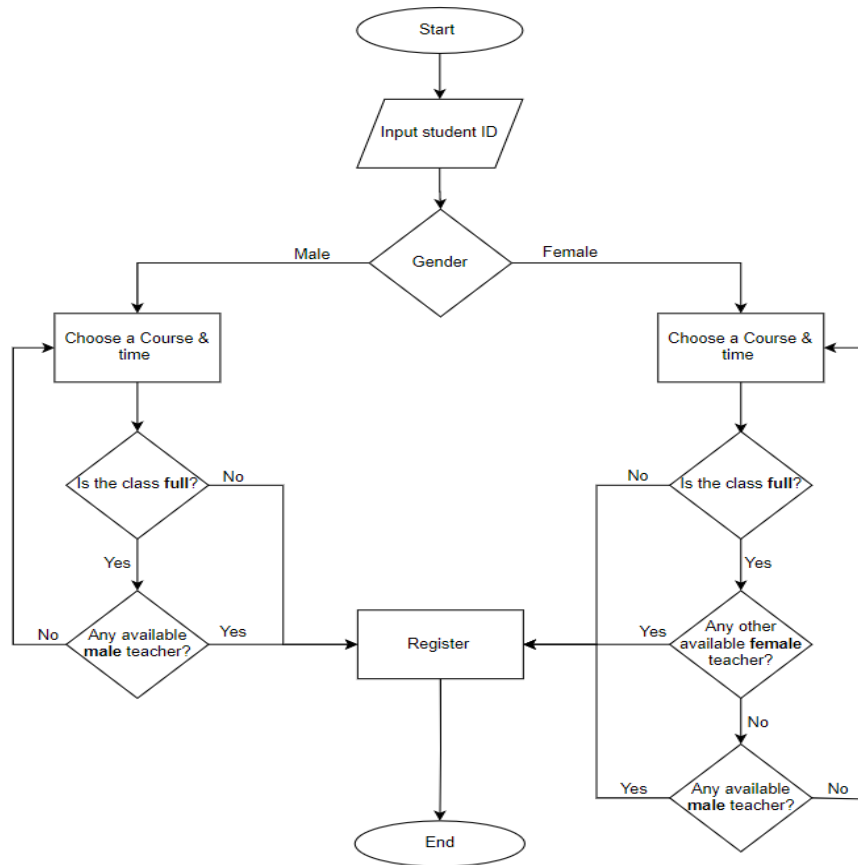 Start
Input student ID
Gender
Male
Female
Choose a Course &
time
Choose a Course &
time
Is the class full?
No
Yes
No
Is the class full?
Yes
Any available
male teacher?
No
Yes
Register
Yes
Any other
available female
teacher?
No
Yes
Any available
male teacher?
No
End